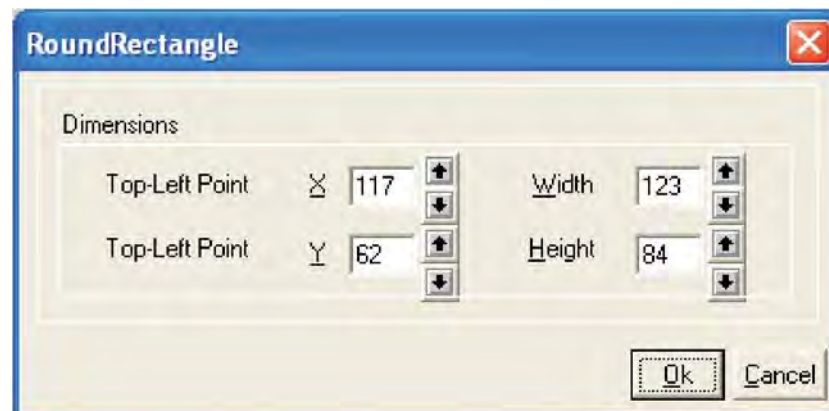 RoundRectangle
Dimensions
Top-Left Point X 117 Width 123
Top-Left Point Y 62 Height 84
Ok Cancel